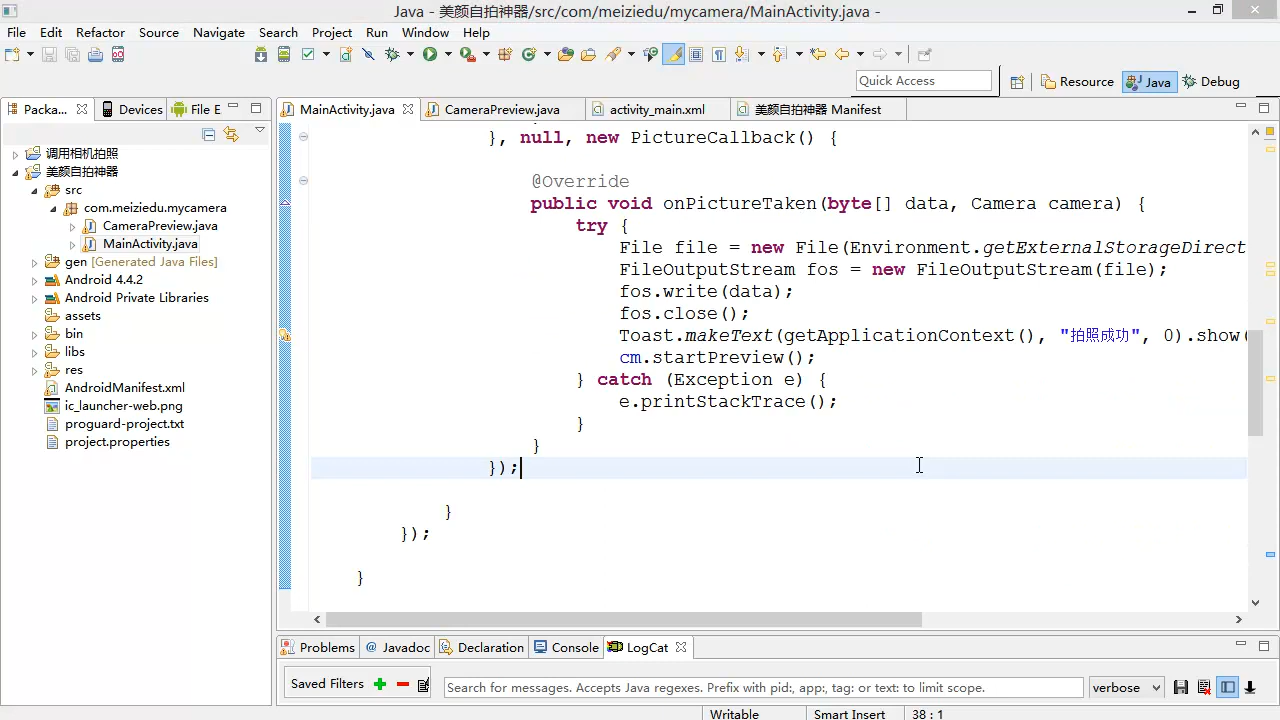 Java - 美颜自拍神器/src/com/meiziedu/mycamera/MainActivity.java -
File Edit Refactor Source Navigate Search Project Run Window Help
Quick Access
Resource Java Debug
Packa... Devices File E
MainActivity.java CameraPreview.java activity_main.xml 美颜自拍神器 Manifest
调用相机拍照
美颜自拍神器
src
com.meiziedu.mycamera
CameraPreview.java
MainActivity.java
gen [Generated Java Files]
Android 4.4.2
Android Private Libraries
assets
bin
libs
res
AndroidManifest.xml
ic_launcher-web.png
proguard-project.txt
project.properties
}, null, new PictureCallback() {
@Override
public void onPictureTaken(byte[] data, Camera camera) {
try {
File file = new File(Environment.getExternalStorageDirect
FileOutputStream fos = new FileOutputStream(file);
fos.write(data);
fos.close();
Toast.makeText(getApplicationContext(), "拍照成功", 0).show(
cm.startPreview();
} catch (Exception e) {
e.printStackTrace();
}
}
});
}
});
}
Problems @ Javadoc Declaration Console LogCat
Saved Filters
Search for messages. Accepts Java regexes. Prefix with pid:, app:, tag: or text: to limit scope.
verbose
Writable Smart Insert 38 : 1